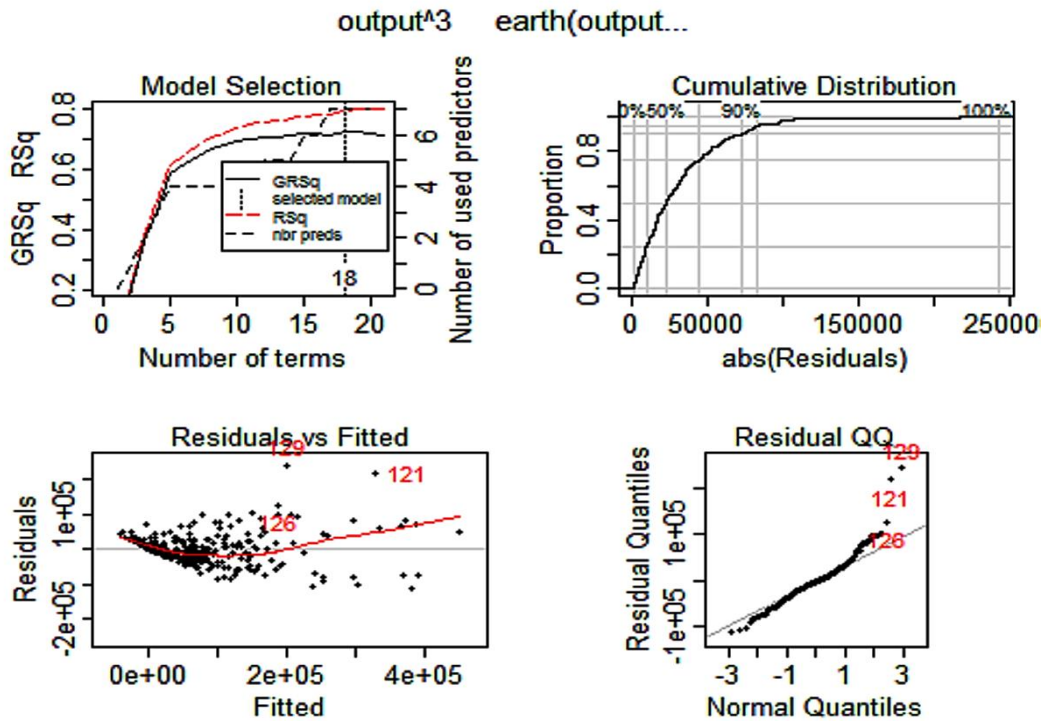 output^3 earth(output...
Model Selection
GRSq RSq
0.2 0.4 0.6 0.8
GRSq
selected model
RSq
nbr preds
18
0 2 4 6
Number of used predictors
0 5 10 15 20
Number of terms
Cumulative Distribution
0% 50% 90% 100%
Proportion
0.0 0.4 0.8
0 50000 150000 25000
abs(Residuals)
Residuals vs Fitted
129
121
126
Residuals
-2e+05 1e+05
0e+00 2e+05 4e+05
Fitted
Residual QQ
129
121
126
Residual Quantiles
-1e+05 1e+05
-3 -1 1 3
Normal Quantiles